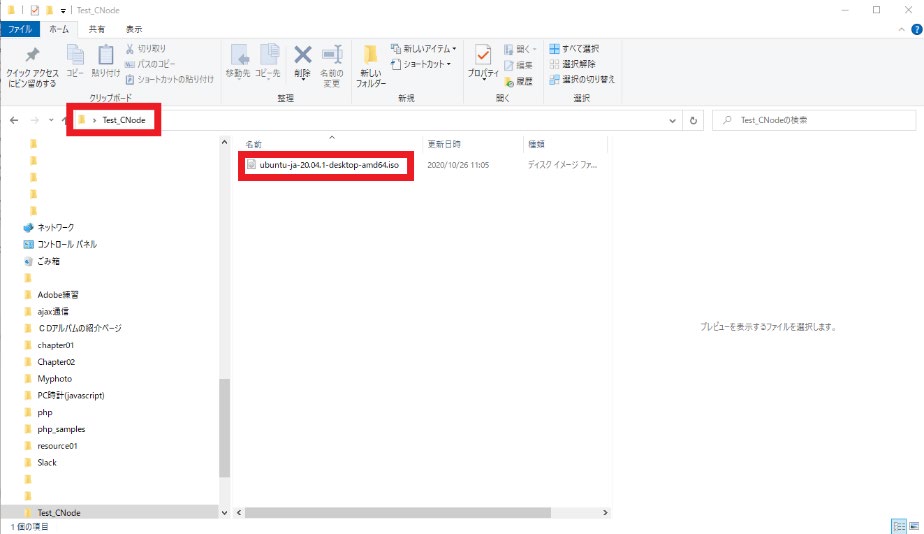 Test_CNode
ファイル ホーム 共有 表示
クイック アクセス
にピン留めする
コピー 貼り付け
切り取り
パスのコピー
ショートカットの貼り付け
クリップボード
移動先 コピー先 削除 名前の
変更
整理
新しい
フォルダー
新しいアイテム
ショートカット
新規
プロパティ
開く
編集
履歴
開く
すべて選択
選択解除
選択の切り替え
選択
Test_CNode
Test_CNodeの検索
名前 更新日時 種類
ubuntu-ja-20.04.1-desktop-amd64.iso 2020/10/26 11:05 ディスク イメージ ファ...
ネットワーク
コントロール パネル
ごみ箱
Adobe練習
ajax通信
CDアルバムの紹介ページ
chapter01
Chapter02
Myphoto
PC時計(javascript)
php
php_samples
resource01
Slack
Test_CNode
プレビューを表示するファイルを選択します。
1 個の項目